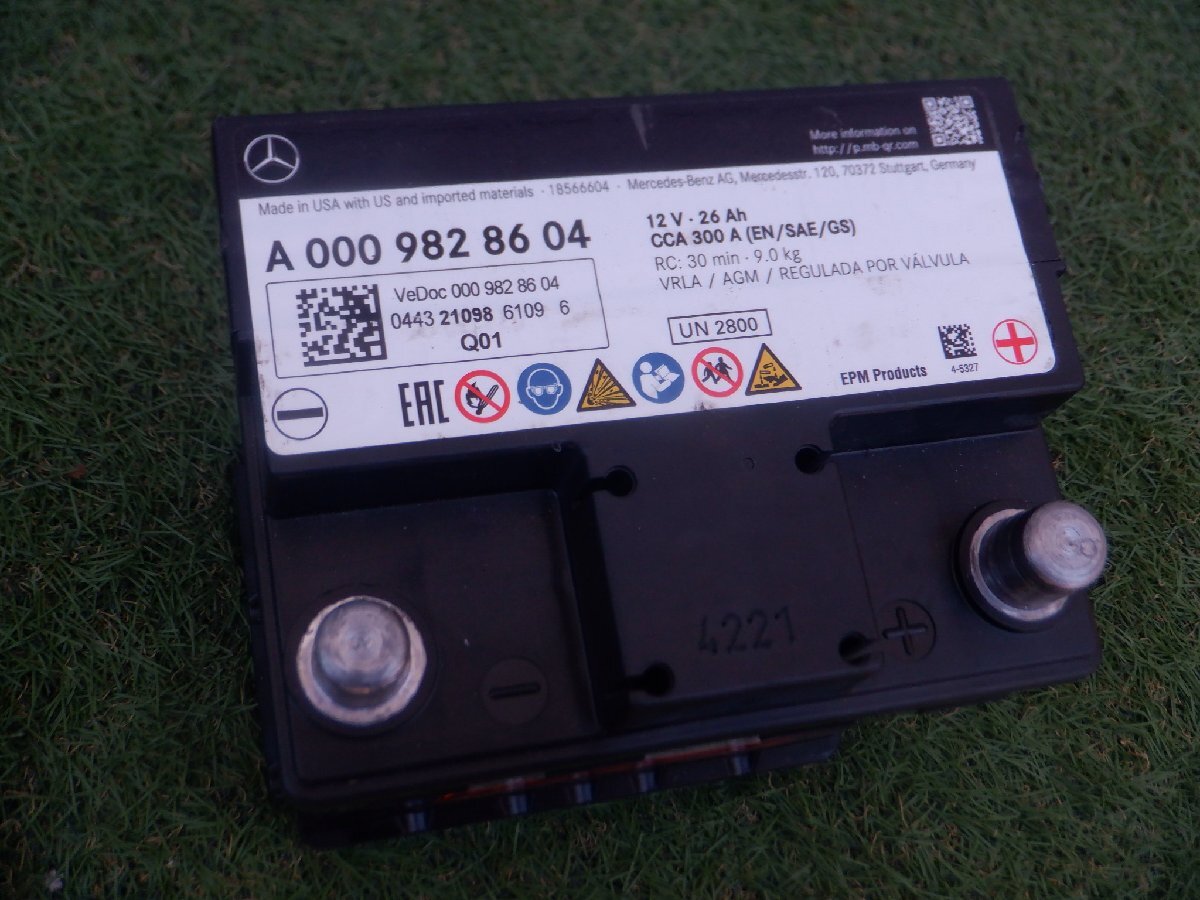 More information on
http://p.mb-qr.com
Made in USA with US and imported materials · 18566604 · Mercedes-Benz AG, Mercedesstr. 120, 70372 Stuttgart, Germany
A 000 982 86 04
12 V · 26 Ah
CCA 300 A (EN/SAE/GS)
RC: 30 min · 9.0 kg
VRLA / AGM / REGULADA POR VÁLVULA
VeDoc 000 982 86 04
0443 21098 6109 6
Q01
UN 2800
EAC
EPM Products
4-5327
4221